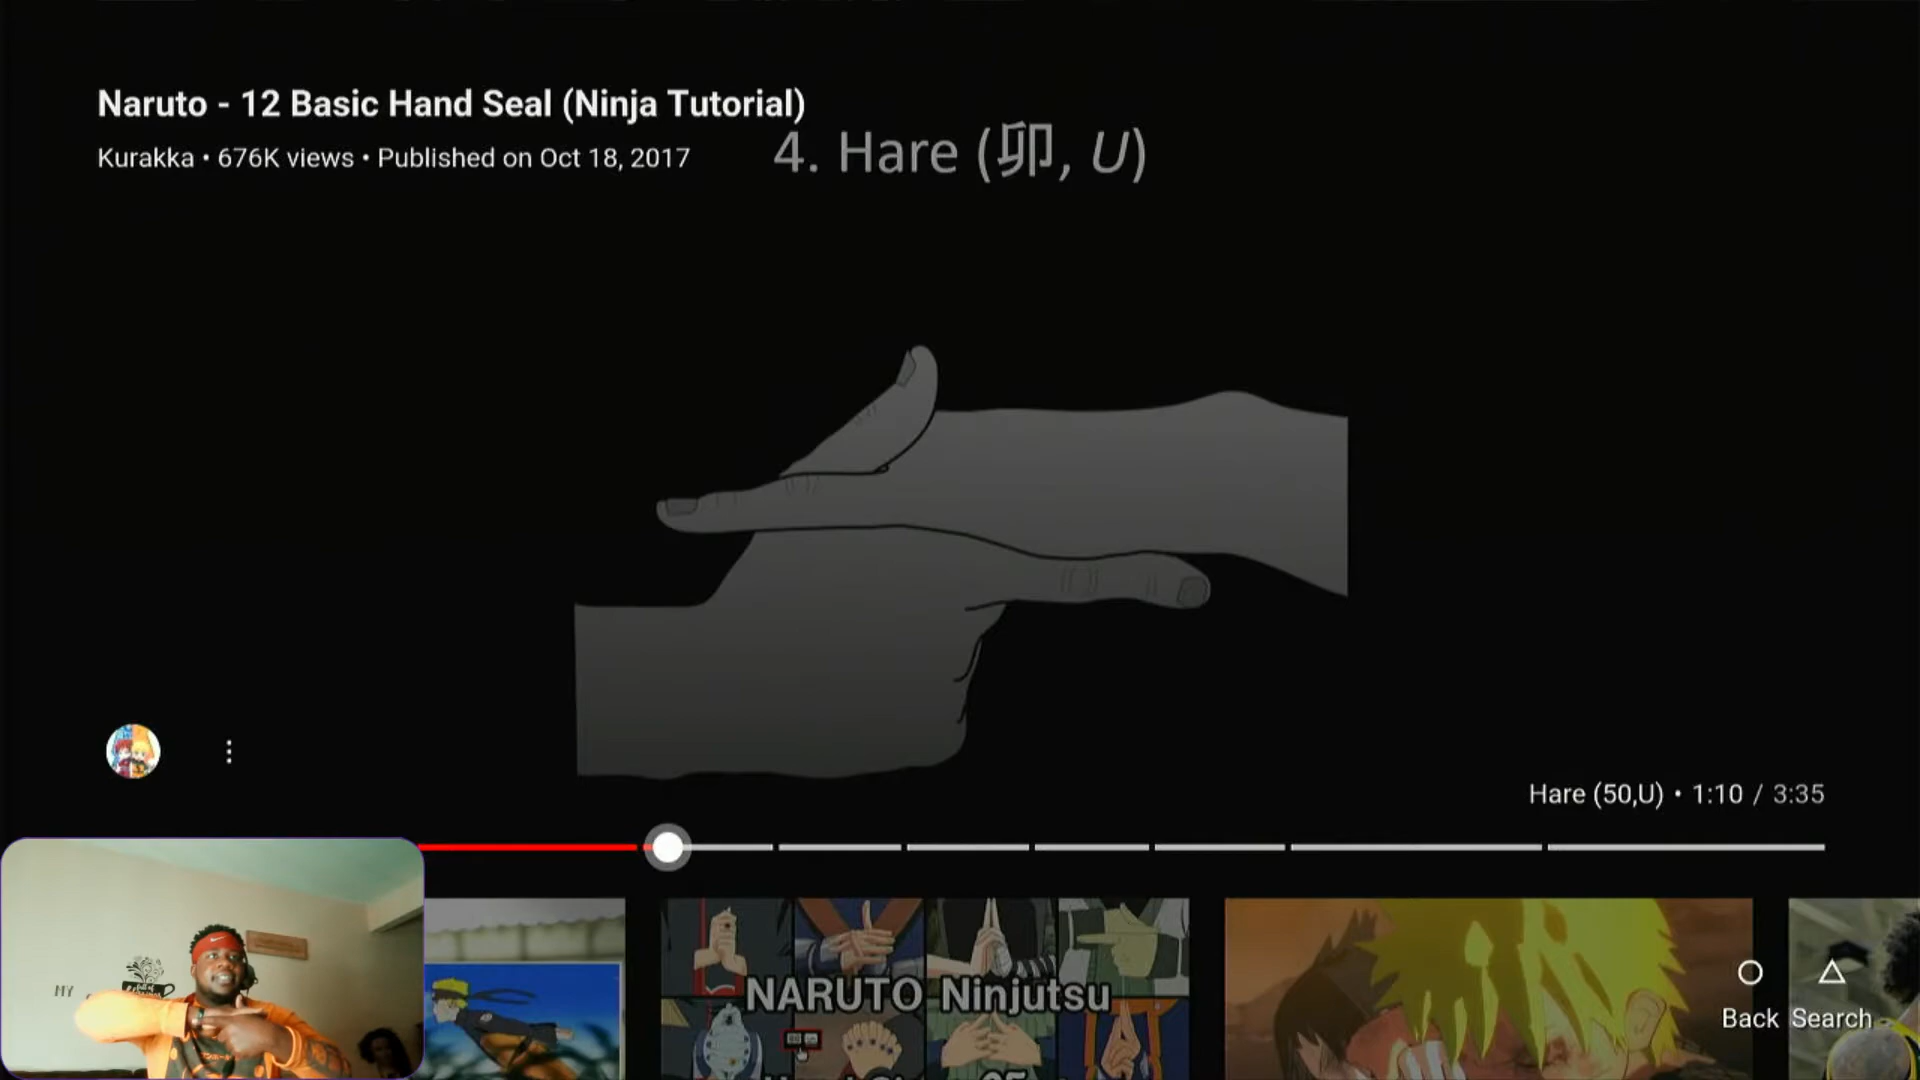 Naruto - 12 Basic Hand Seal (Ninja Tutorial)
Kurakka • 676K views • Published on Oct 18, 2017
4. Hare (卯, U)
Hare (50,U) • 1:10 / 3:35
MY
NARUTO Ninjutsu
Back Search